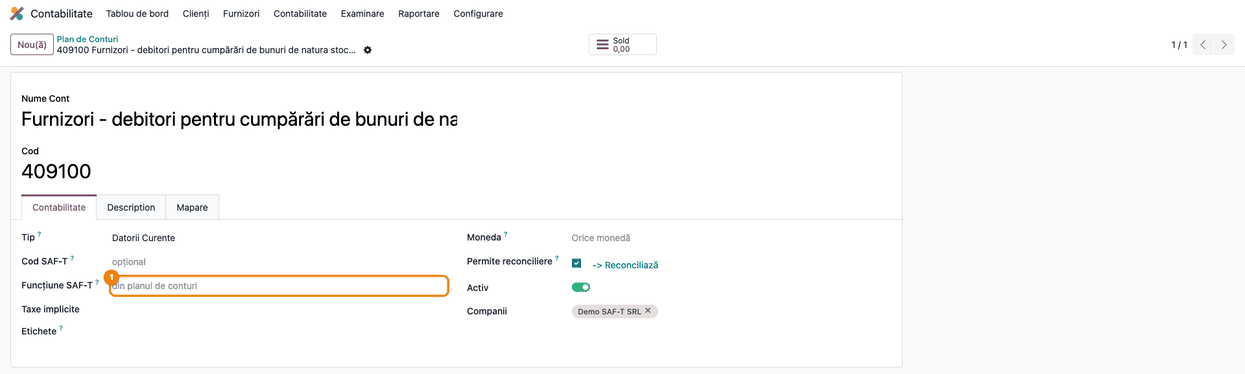 Contabilitate Tablou de bord Clienți Furnizori Contabilitate Examinare Raportare Configurare
Nou(ă) Plan de Conturi
409100 Furnizori - debitori pentru cumpărări de bunuri de natura stoc...
Sold
0,00
1 / 1
Nume Cont
Furnizori - debitori pentru cumpărări de bunuri de na
Cod
409100
Contabilitate Description Mapare
Tip ? Datorii Curente Moneda ? Orice monedă
Cod SAF-T ? opțional Permite reconciliere ? -> Reconciliază
1
Funcțiune SAF-T ? din planul de conturi Activ
Taxe implicite Companii Demo SAF-T SRL ×
Etichete ?